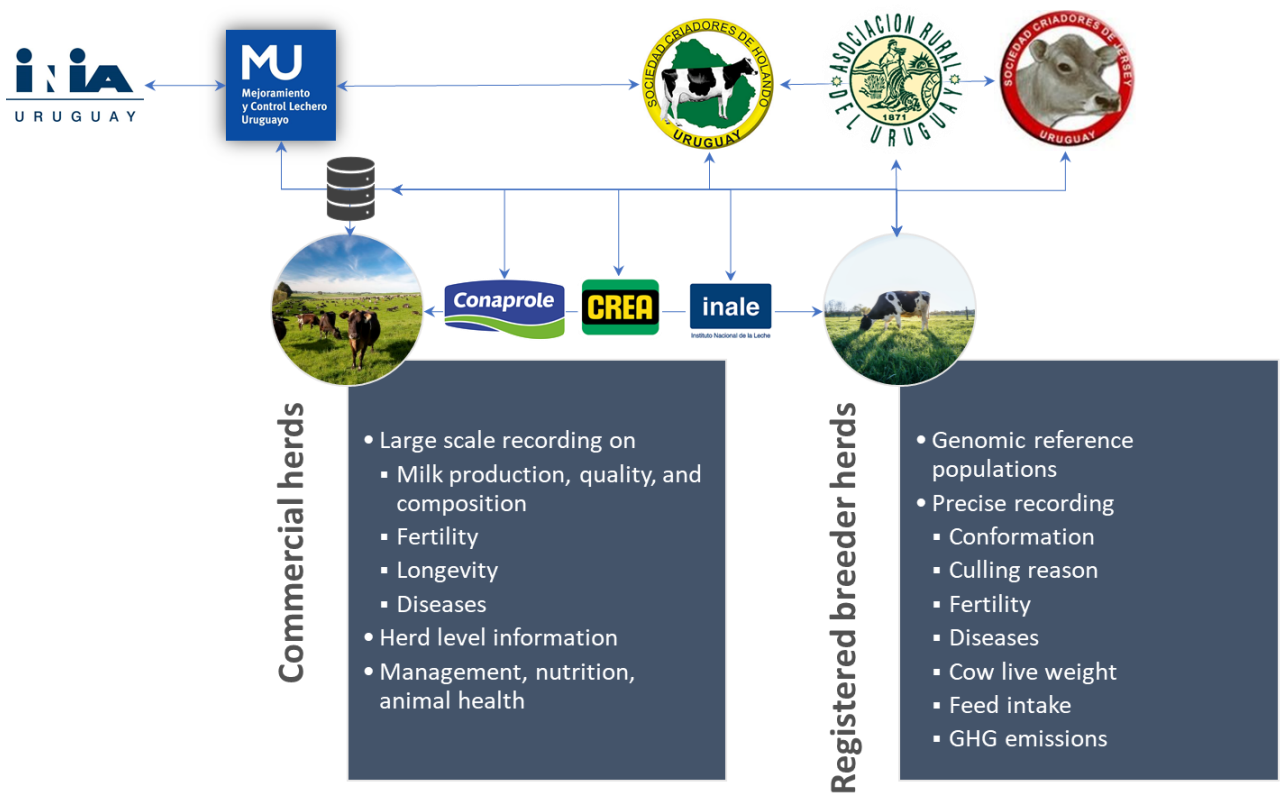 INIA
URUGUAY
MU
Mejoramiento
y Control Lechero
Uruguayo
SOCIEDAD CRIADORES DE HOLANDO
URUGUAY
ASOCIACION RURAL
1871
DEL URUGUAY
SOCIEDAD CRIADORES DE JERSEY
URUGUAY
Conaprole
CREA
inale
Instituto Nacional de la Leche
Commercial herds
• Large scale recording on
▪ Milk production, quality, and
composition
▪ Fertility
▪ Longevity
▪ Diseases
• Herd level information
• Management, nutrition,
animal health
Registered breeder herds
• Genomic reference
populations
• Precise recording
▪ Conformation
▪ Culling reason
▪ Fertility
▪ Diseases
▪ Cow live weight
▪ Feed intake
▪ GHG emissions